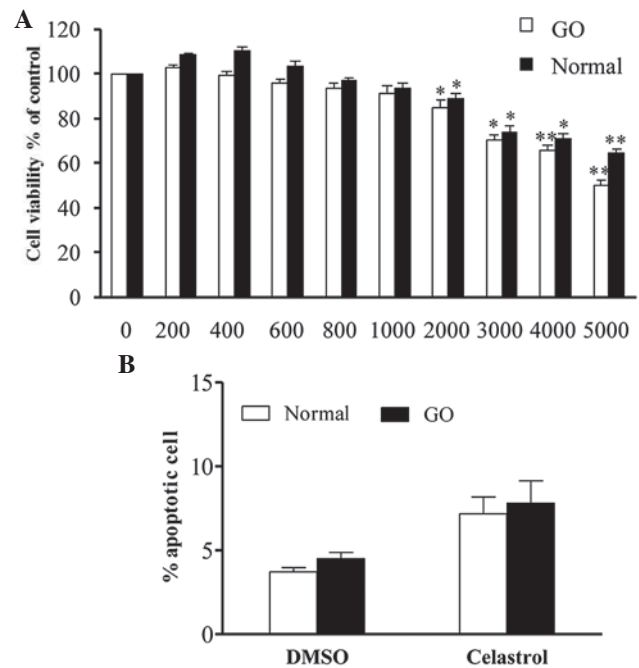 A
Cell viability % of control
120
100
80
60
40
20
0
GO
Normal
* *
* *
** *
** **
0 200 400 600 800 1000 2000 3000 4000 5000
B
% apoptotic cell
15
10
5
0
Normal GO
DMSO Celastrol